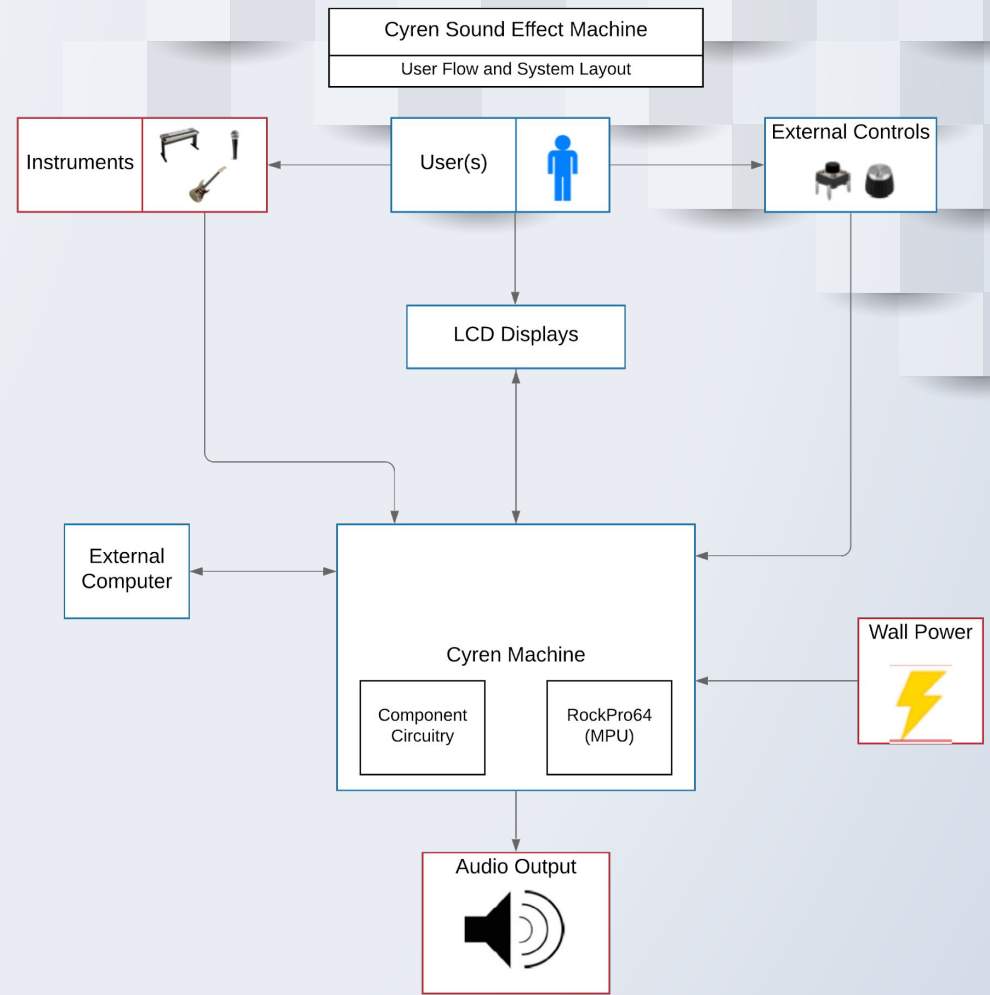 Cyren Sound Effect Machine
User Flow and System Layout
Instruments
User(s)
External Controls
LCD Displays
External
Computer
Wall Power
Cyren Machine
Component
Circuitry
RockPro64
(MPU)
Audio Output